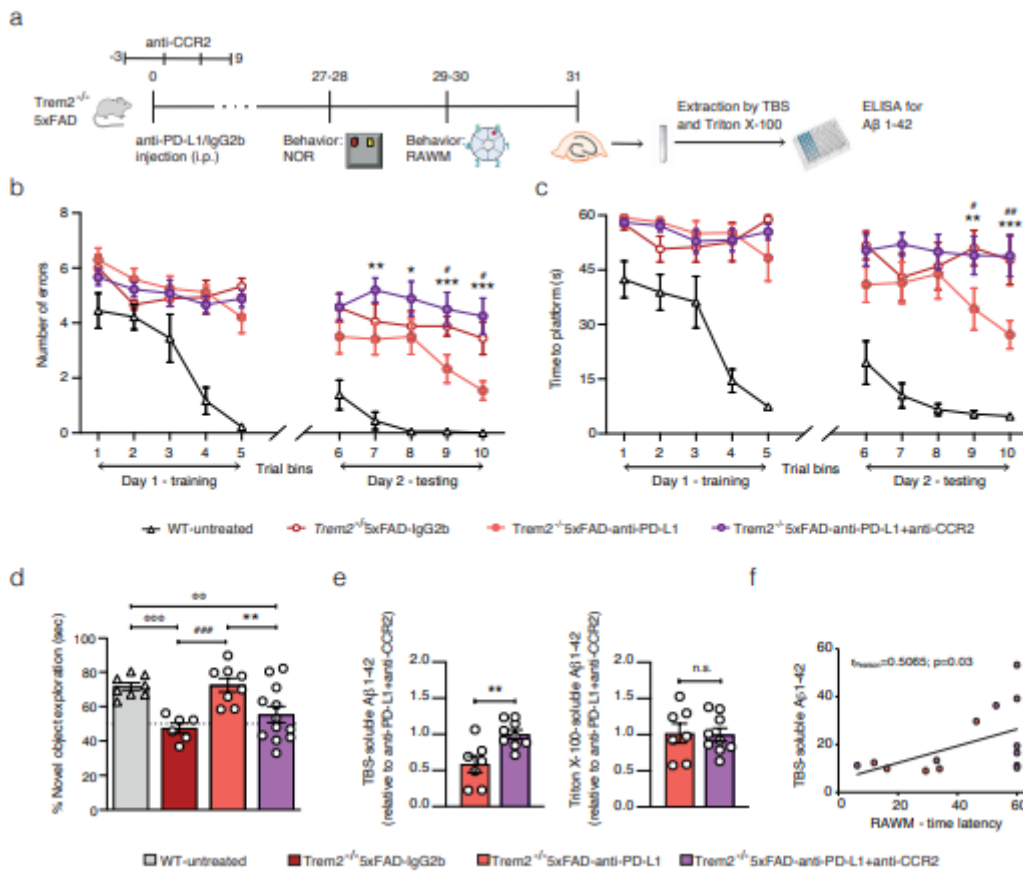 a
anti-CCR2
-3 9
0 27-28 29-30 31
Trem2-/-
5xFAD
anti-PD-L1/IgG2b
injection (i.p.)
Behavior:
NOR
Behavior:
RAWM
Extraction by TBS
and Triton X-100
ELISA for
Aβ 1-42
b
Number of errors
8
6
4
2
0
** * # *** # ***
1 2 3 4 5 6 7 8 9 10
Trial bins
Day 1 - training Day 2 - testing
c
Time to platform (s)
60
45
30
15
0
# ** ## ***
1 2 3 4 5 6 7 8 9 10
Trial bins
Day 1 - training Day 2 - testing
WT-untreated Trem2-/-5xFAD-IgG2b Trem2-/-5xFAD-anti-PD-L1 Trem2-/-5xFAD-anti-PD-L1+anti-CCR2
d
% Novel object exploration (sec)
100
80
60
40
20
0
### **
e
TBS-soluble Aβ 1-42
(relative to anti-PD-L1+anti-CCR2)
2.0
1.5
1.0
0.5
0.0
**
Triton X-100-soluble Aβ 1-42
(relative to anti-PD-L1+anti-CCR2)
2.0
1.5
1.0
0.5
0.0
n.s.
f
TBS-soluble Aβ 1-42
80
60
40
20
0
rPearson=0.5065; p=0.03
0 20 40 60
RAWM - time latency
WT-untreated Trem2-/-5xFAD-IgG2b Trem2-/-5xFAD-anti-PD-L1 Trem2-/-5xFAD-anti-PD-L1+anti-CCR2